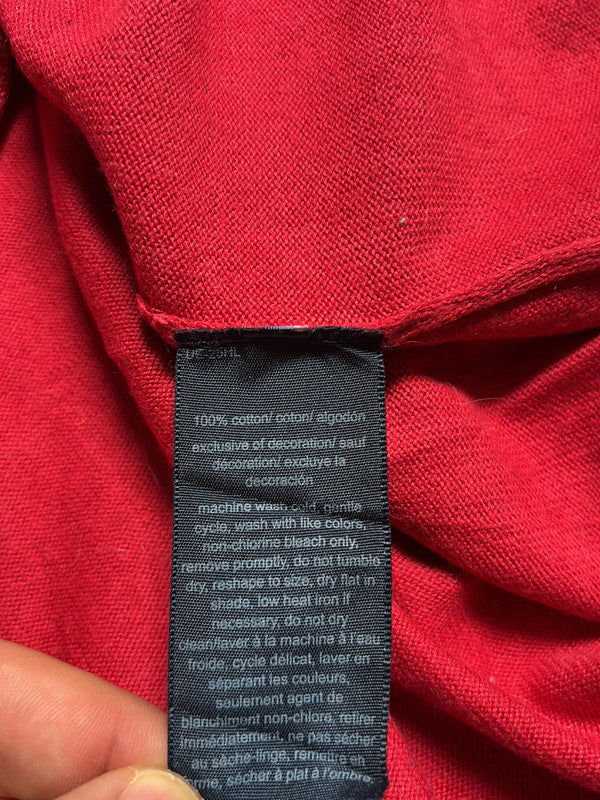 100% cotton/ coton/ algodón
exclusive of decoration/ sauf
décoration/ excluye la
decoración
machine wash cold, gentle
cycle, wash with like colors,
non-chlorine bleach only,
remove promptly, do not tumble
dry, reshape to size, dry flat in
shade, low heat iron if
necessary, do not dry
clean/laver à la machine à l'eau
froide, cycle délicat, laver en
séparant les couleurs,
seulement agent de
blanchiment non-chlore, retirer
immédiatement, ne pas sécher
au sèche-linge, remettre en
forme, sécher à plat à l'ombre,